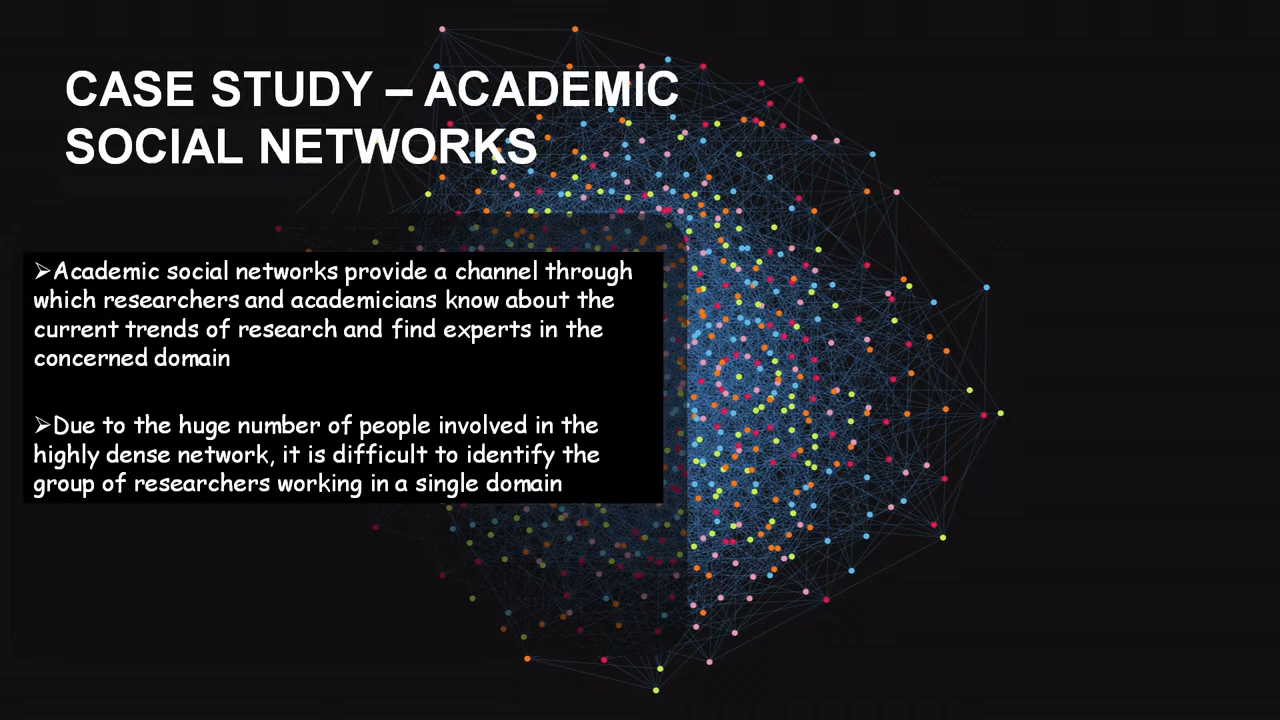 CASE STUDY – ACADEMIC
SOCIAL NETWORKS
➢Academic social networks provide a channel through
which researchers and academicians know about the
current trends of research and find experts in the
concerned domain
➢Due to the huge number of people involved in the
highly dense network, it is difficult to identify the
group of researchers working in a single domain